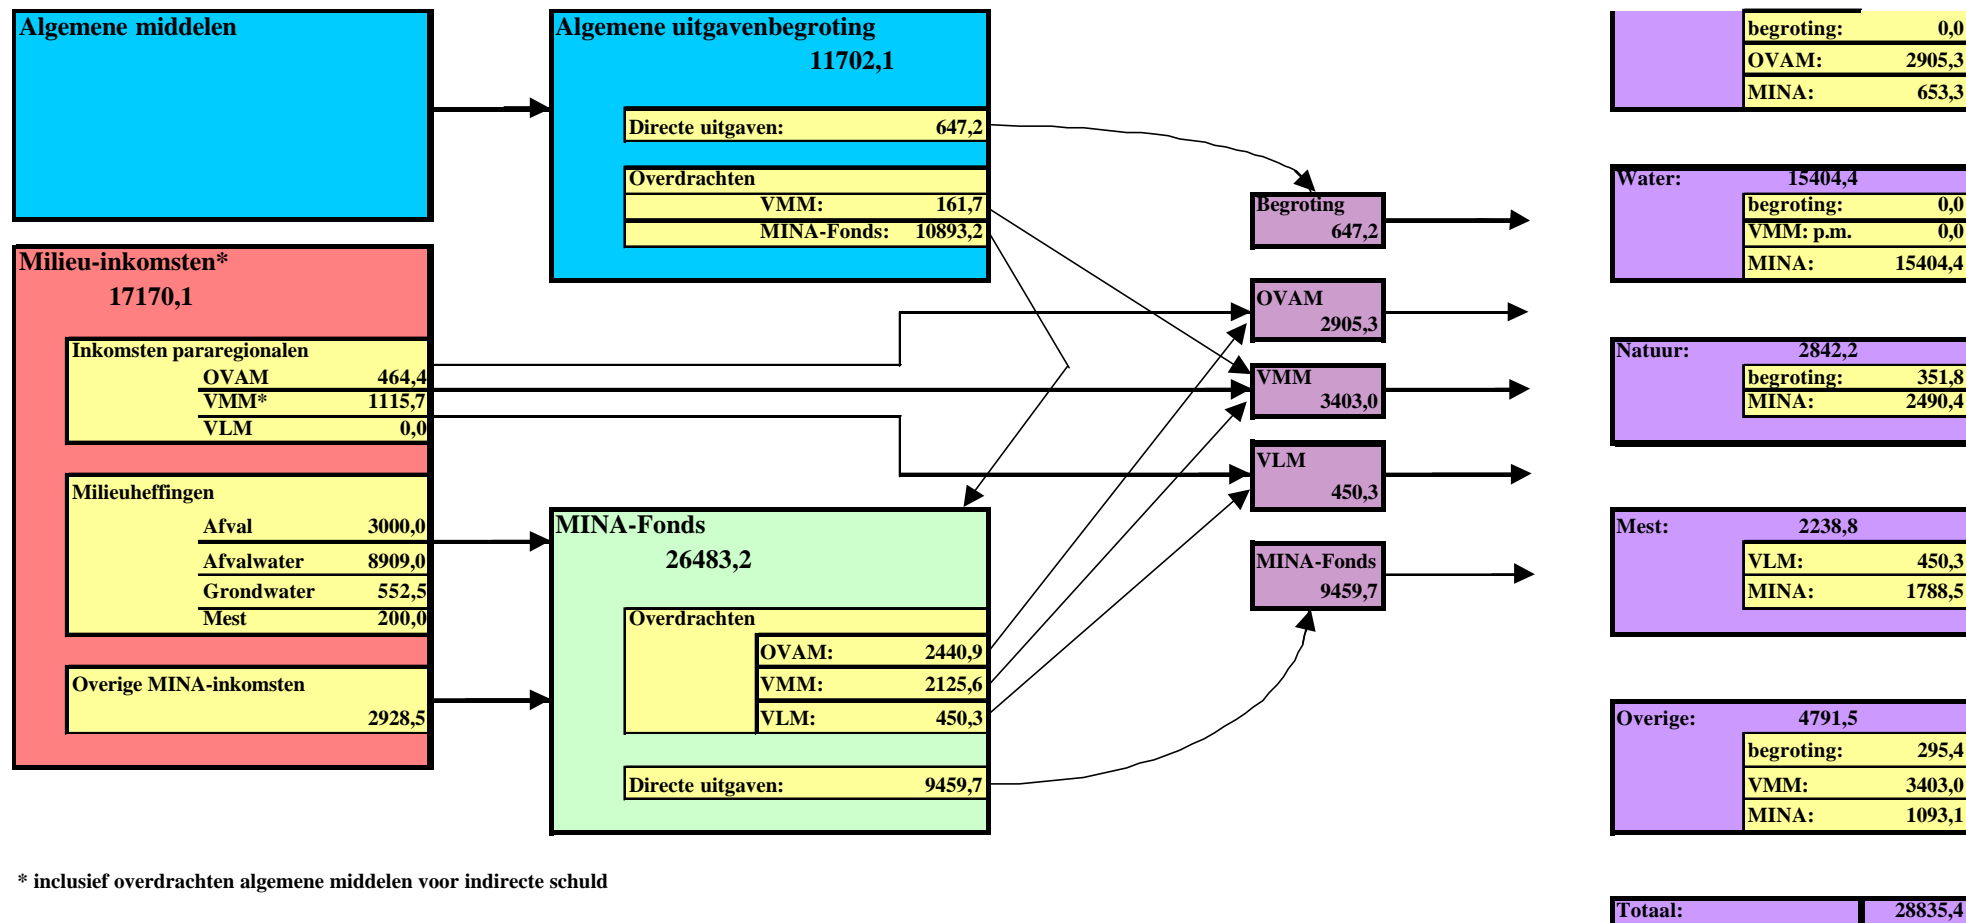 Algemene middelen
Algemene uitgavenbegroting
11702,1
Directe uitgaven: 647,2
Overdrachten
VMM: 161,7
MINA-Fonds: 10893,2
Milieu-inkomsten*
17170,1
Inkomsten pararegionalen
OVAM 464,4
VMM* 1115,7
VLM 0,0
Milieuheffingen
Afval 3000,0
Afvalwater 8909,0
Grondwater 552,5
Mest 200,0
Overige MINA-inkomsten
2928,5
MINA-Fonds
26483,2
Overdrachten
OVAM: 2440,9
VMM: 2125,6
VLM: 450,3
Directe uitgaven: 9459,7
Begroting
647,2
OVAM
2905,3
VMM
3403,0
VLM
450,3
MINA-Fonds
9459,7
begroting: 0,0
OVAM: 2905,3
MINA: 653,3
Water: 15404,4
begroting: 0,0
VMM: p.m. 0,0
MINA: 15404,4
Natuur: 2842,2
begroting: 351,8
MINA: 2490,4
Mest: 2238,8
VLM: 450,3
MINA: 1788,5
Overige: 4791,5
begroting: 295,4
VMM: 3403,0
MINA: 1093,1
Totaal: 28835,4
* inclusief overdrachten algemene middelen voor indirecte schuld